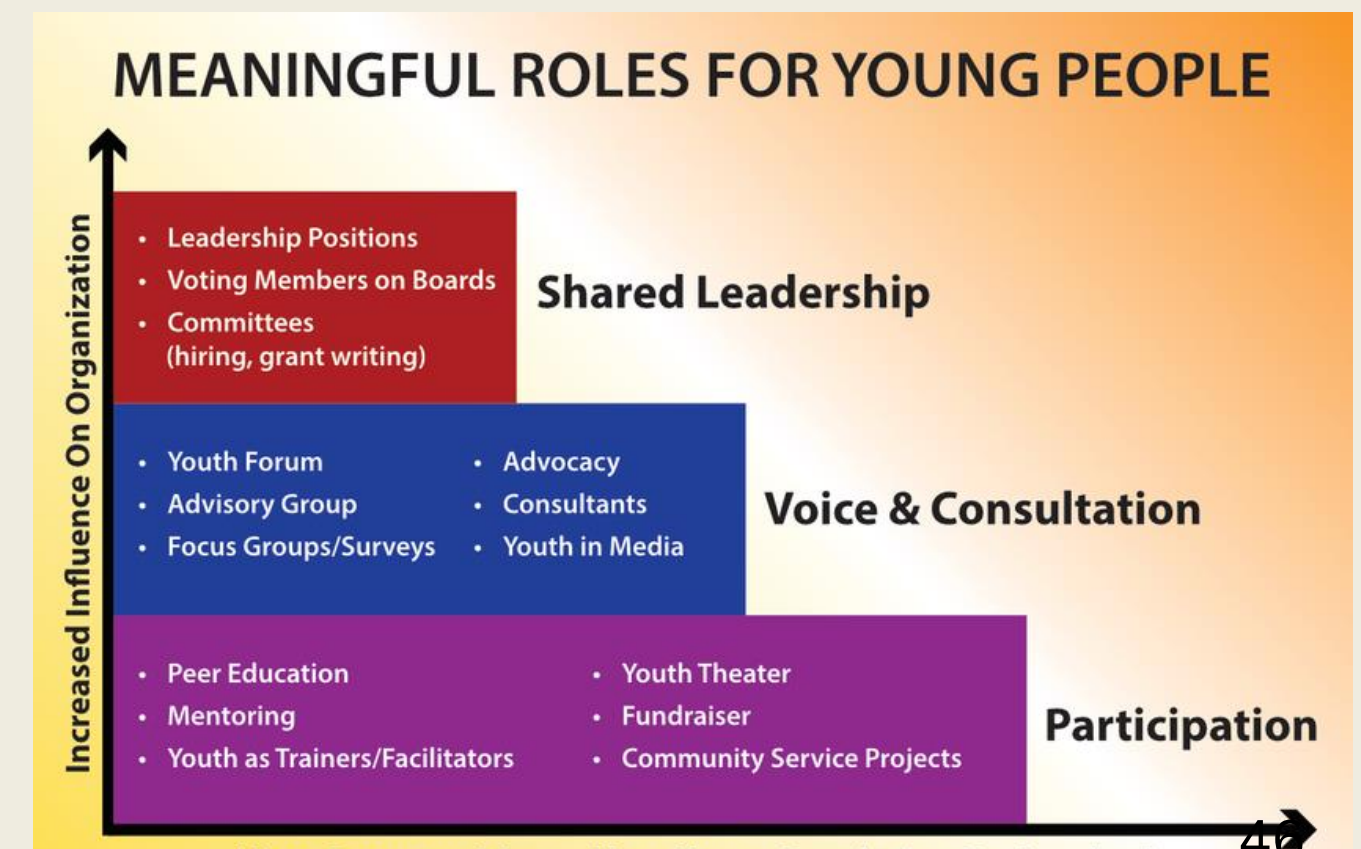 MEANINGFUL ROLES FOR YOUNG PEOPLE
Increased Influence On Organization
• Leadership Positions
• Voting Members on Boards
• Committees
(hiring, grant writing)
Shared Leadership
• Youth Forum
• Advisory Group
• Focus Groups/Surveys
• Advocacy
• Consultants
• Youth in Media
Voice & Consultation
• Peer Education
• Mentoring
• Youth as Trainers/Facilitators
• Youth Theater
• Fundraiser
• Community Service Projects
Participation